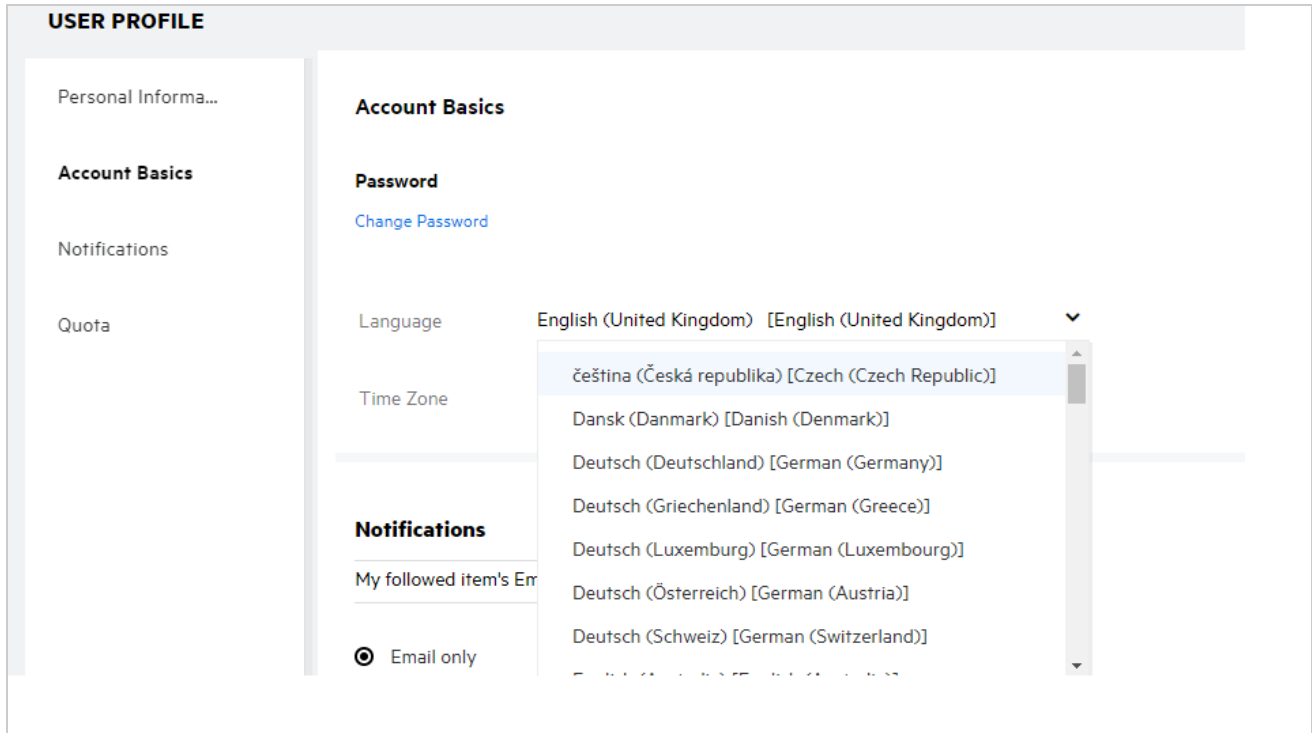 USER PROFILE
Personal Informa...
Account Basics
Notifications
Quota
Account Basics
Password
Change Password
Language English (United Kingdom) [English (United Kingdom)]
Time Zone
čeština (Česká republika) [Czech (Czech Republic)]
Dansk (Danmark) [Danish (Denmark)]
Deutsch (Deutschland) [German (Germany)]
Deutsch (Griechenland) [German (Greece)]
Deutsch (Luxemburg) [German (Luxembourg)]
Deutsch (Österreich) [German (Austria)]
Deutsch (Schweiz) [German (Switzerland)]
Notifications
My followed item's Em
Email only